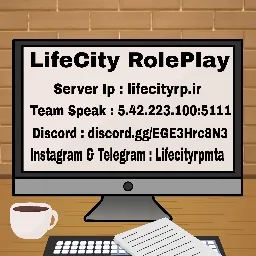 LifeCity RolePlay
Server Ip : lifecityrp.ir
Team Speak : 5.42.223.100:5111
Discord : discord.gg/EGE3Hrc8N3
Instagram & Telegram : Lifecityrpmta